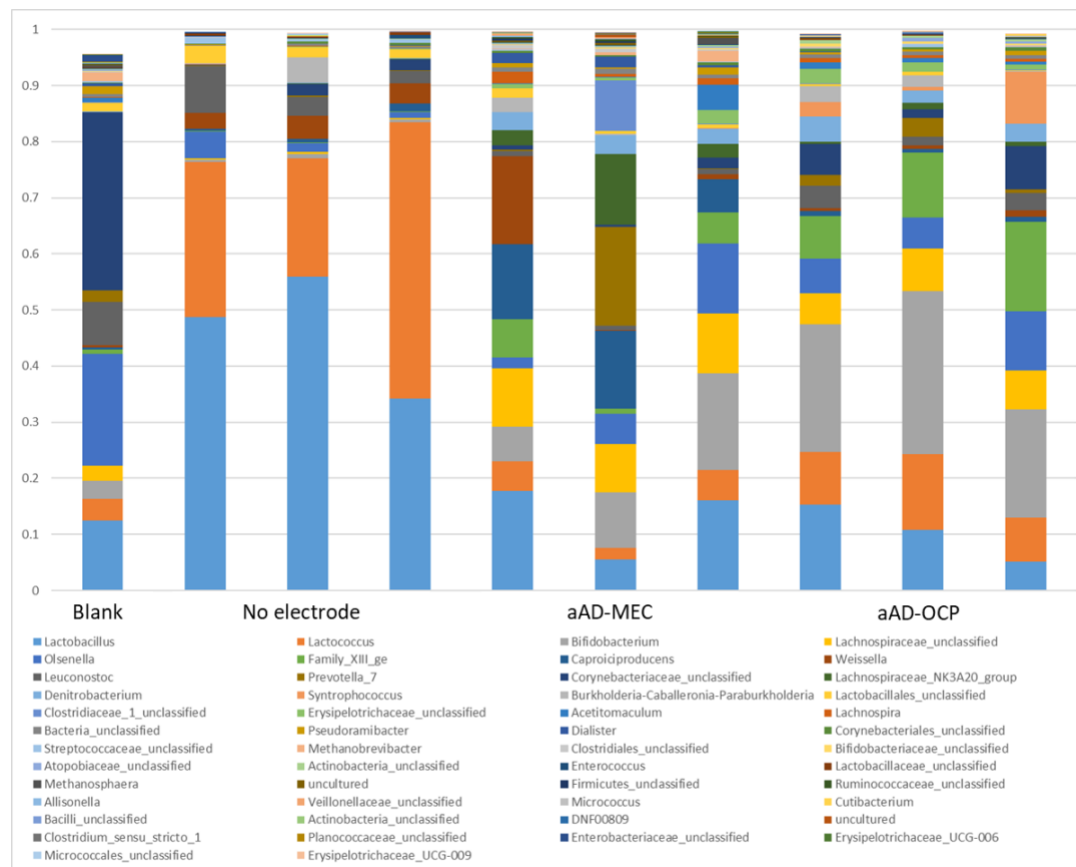 1
0.9
0.8
0.7
0.6
0.5
0.4
0.3
0.2
0.1
0
Blank No electrode aAD-MEC aAD-OCP
Lactobacillus Lactococcus Bifidobacterium Lachnospiraceae_unclassified
Olsenella Family_XIII_ge Caproiciproducens Weissella
Leuconostoc Prevotella_7 Corynebacteriaceae_unclassified Lachnospiraceae_NK3A20_group
Denitrobacterium Syntrophococcus Burkholderia-Caballeronia-Paraburkholderia Lactobacillales_unclassified
Clostridiaceae_1_unclassified Erysipelotrichaceae_unclassified Acetitomaculum Lachnospira
Bacteria_unclassified Pseudoramibacter Dialister Corynebacteriales_unclassified
Streptococcaceae_unclassified Methanobrevibacter Clostridiales_unclassified Bifidobacteriaceae_unclassified
Atopobiaceae_unclassified Actinobacteria_unclassified Enterococcus Lactobacillaceae_unclassified
Methanosphaera uncultured Firmicutes_unclassified Ruminococcaceae_unclassified
Allisonella Veillonellaceae_unclassified Micrococcus Cutibacterium
Bacilli_unclassified Actinobacteria_unclassified DNF00809 uncultured
Clostridium_sensu_stricto_1 Planococcaceae_unclassified Enterobacteriaceae_unclassified Erysipelotrichaceae_UCG-006
Micrococcales_unclassified Erysipelotrichaceae_UCG-009